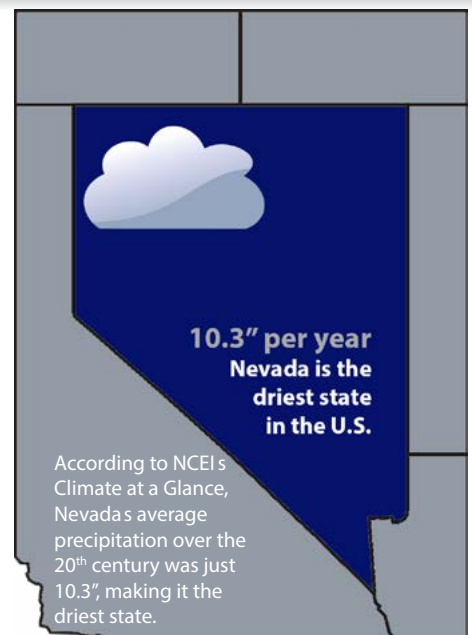 10.3” per year
Nevada is the
driest state
in the U.S.
According to NCEI s
Climate at a Glance,
Nevada s average
precipitation over the
20th century was just
10.3”, making it the
driest state.